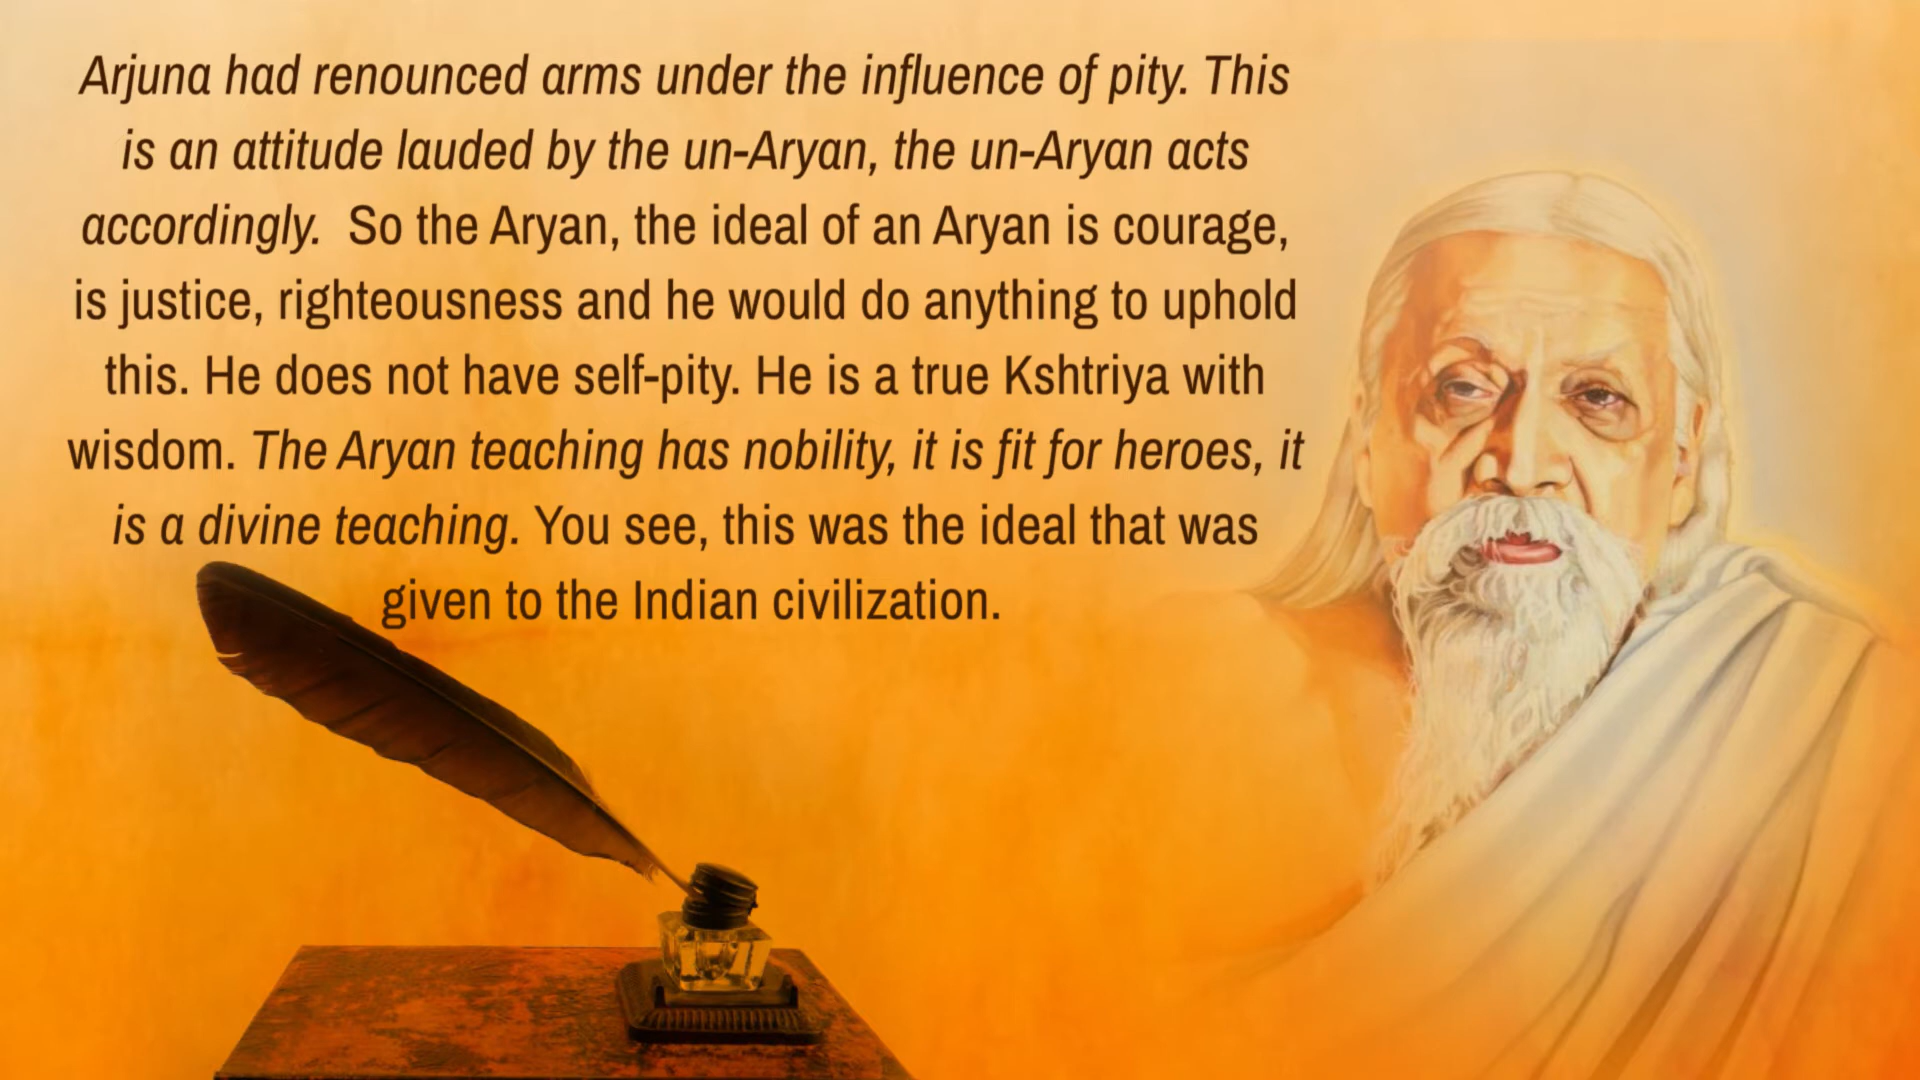 Arjuna had renounced arms under the influence of pity. This
is an attitude lauded by the un-Aryan, the un-Aryan acts
accordingly.  So the Aryan, the ideal of an Aryan is courage,
is justice, righteousness and he would do anything to uphold
this. He does not have self-pity. He is a true Kshtriya with
wisdom. The Aryan teaching has nobility, it is fit for heroes, it
is a divine teaching. You see, this was the ideal that was
given to the Indian civilization.